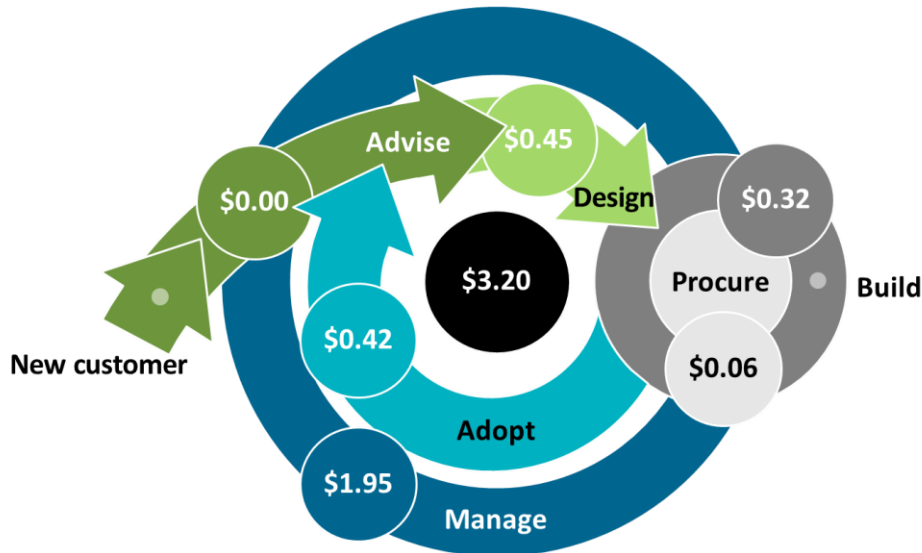 Advise
$0.45
$0.00
Design
$0.32
$3.20
Procure
Build
$0.42
New customer
$0.06
Adopt
$1.95
Manage